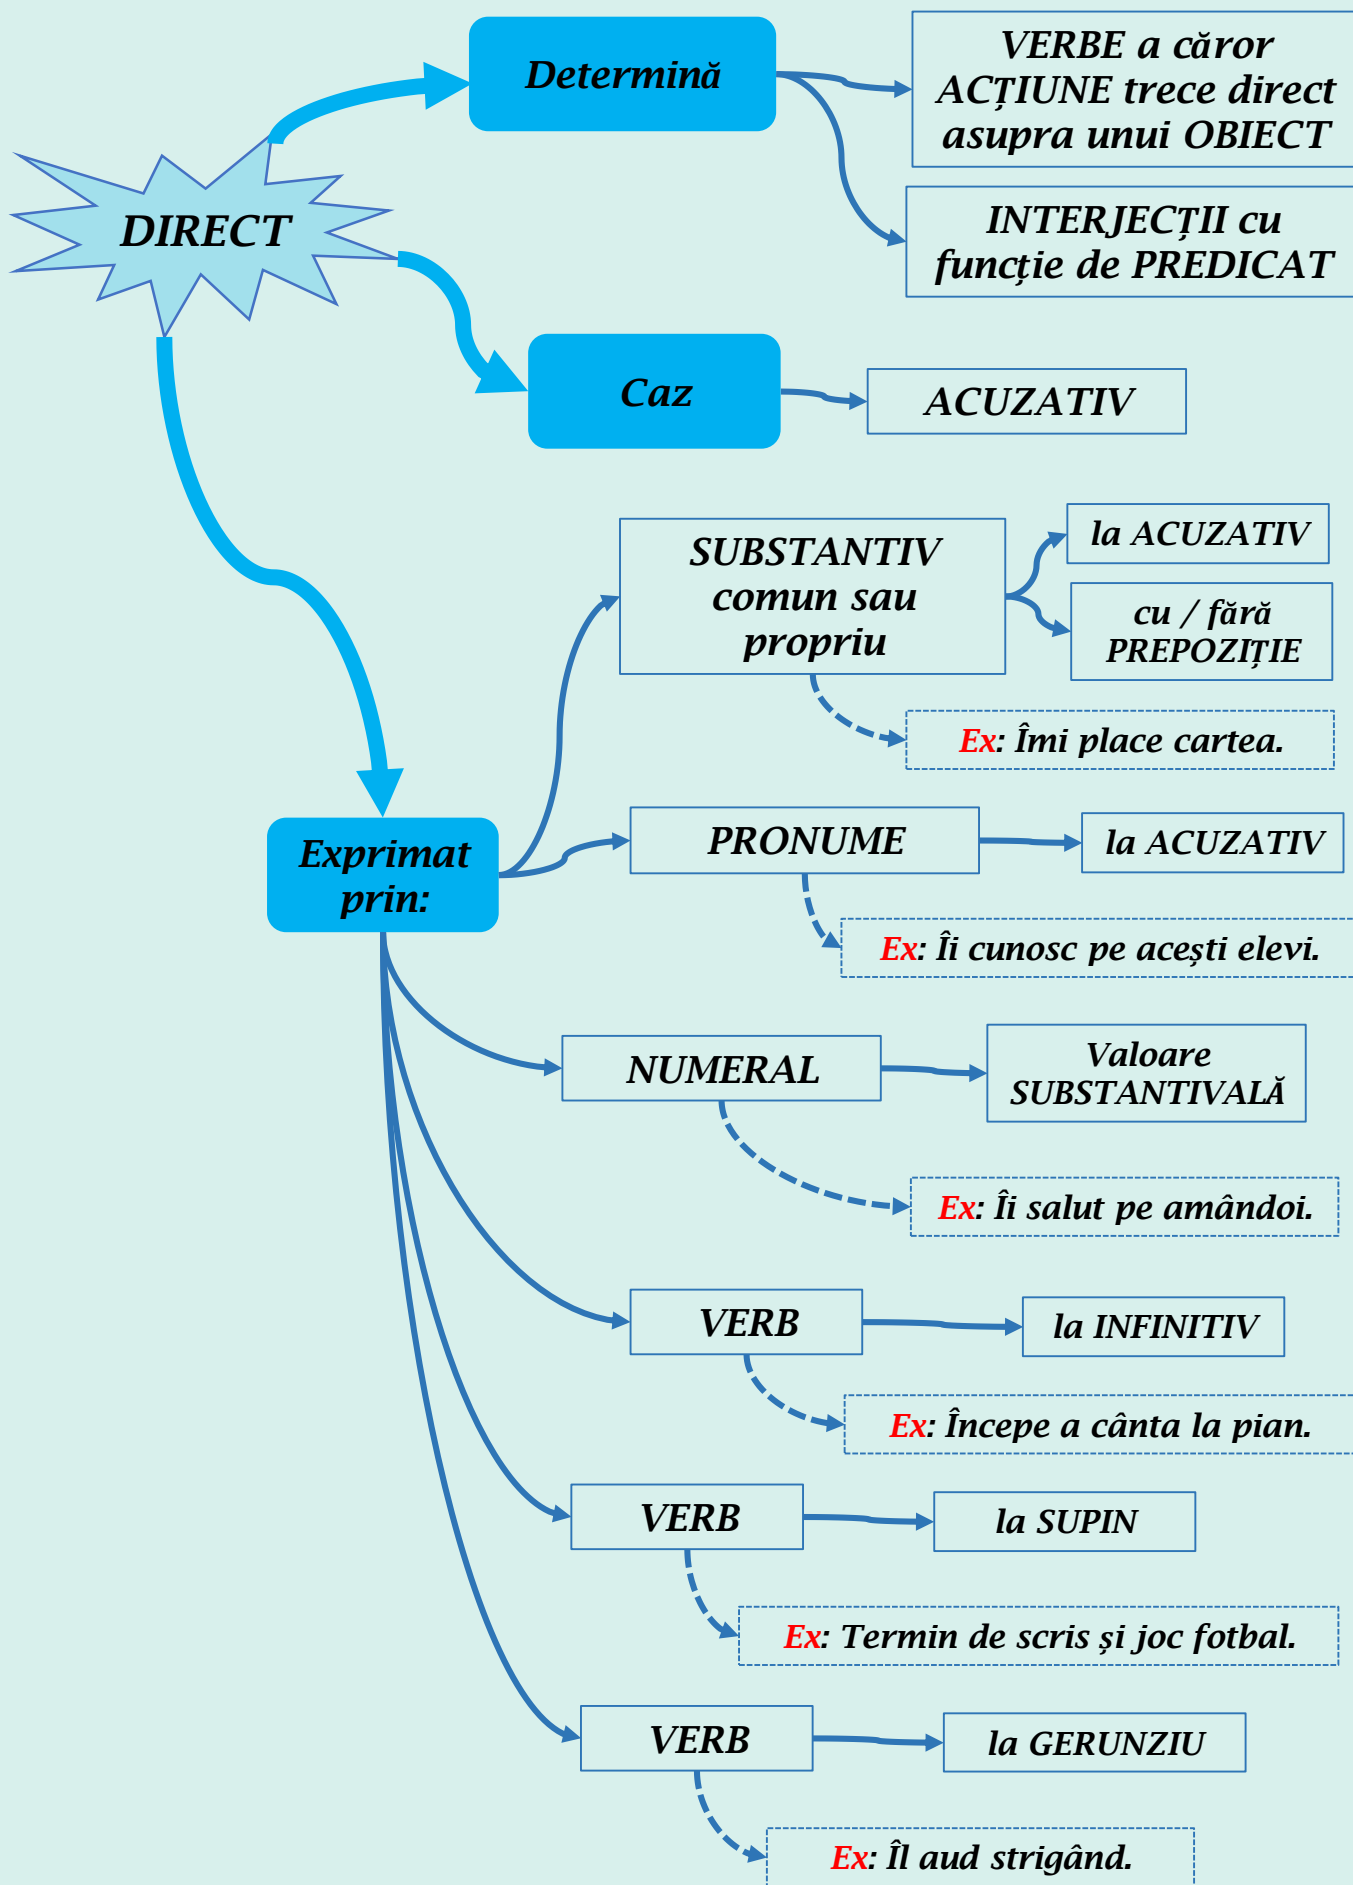 DIRECT
Determină
VERBE a căror
ACȚIUNE trece direct
asupra unui OBIECT
INTERJECȚII cu
funcție de PREDICAT
Caz
ACUZATIV
Exprimat
prin:
SUBSTANTIV
comun sau
propriu
la ACUZATIV
cu / fără
PREPOZIȚIE
Ex: Îmi place cartea.
PRONUME
la ACUZATIV
Ex: Îi cunosc pe acești elevi.
NUMERAL
Valoare
SUBSTANTIVALĂ
Ex: Îi salut pe amândoi.
VERB
la INFINITIV
Ex: Începe a cânta la pian.
VERB
la SUPIN
Ex: Termin de scris și joc fotbal.
VERB
la GERUNZIU
Ex: Îl aud strigând.